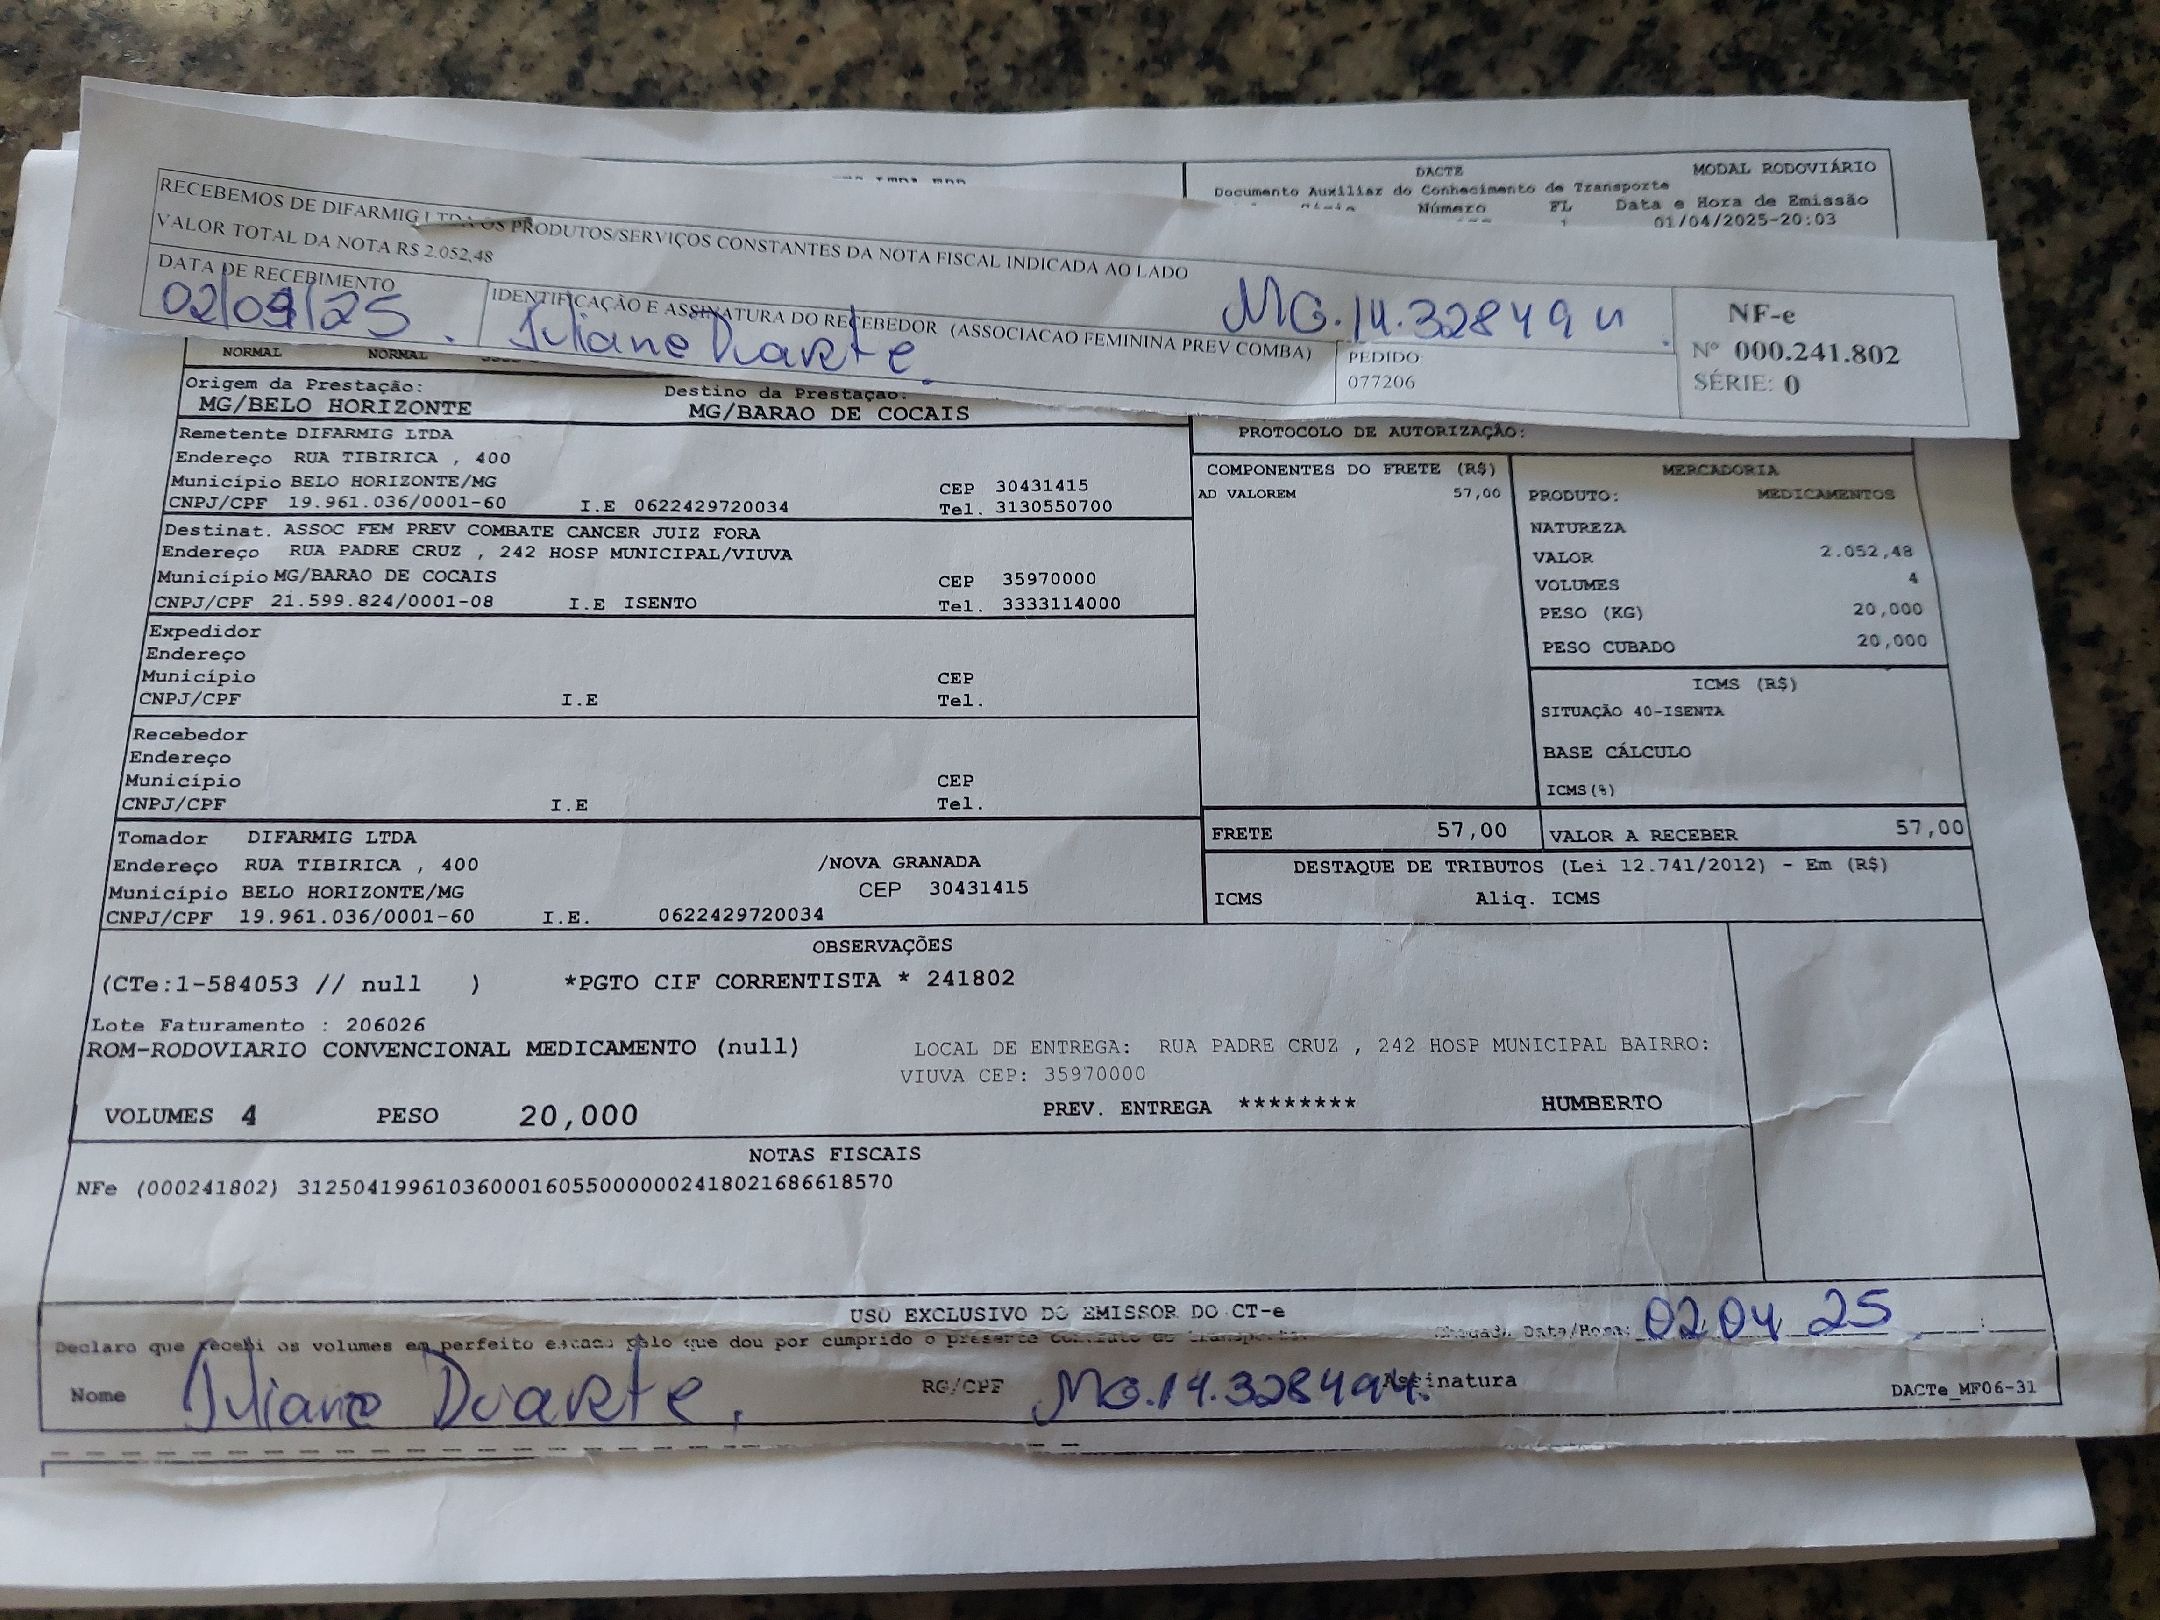 DACTE MODAL RODOVIÁRIO
Documento Auxiliar do Conhecimento de Transporte
Número FL Data e Hora de Emissão
1 01/04/2025-20:03
RECEBEMOS DE DIFARMIG LTDA OS PRODUTOS/SERVIÇOS CONSTANTES DA NOTA FISCAL INDICADA AO LADO
VALOR TOTAL DA NOTA R$ 2.052,48
DATA DE RECEBIMENTO
02/04/25.
IDENTIFICAÇÃO E ASSINATURA DO RECEBEDOR (ASSOCIACAO FEMININA PREV COMBA)
Juliane Duarte.
MG.14.328494
PEDIDO:
077206
NF-e
Nº 000.241.802
SÉRIE: 0
NORMAL NORMAL
Origem da Prestação: Destino da Prestação:
MG/BELO HORIZONTE MG/BARAO DE COCAIS
Remetente DIFARMIG LTDA
Endereço RUA TIBIRICA , 400
Município BELO HORIZONTE/MG CEP 30431415
CNPJ/CPF 19.961.036/0001-60 I.E 0622429720034 Tel. 3130550700
Destinat. ASSOC FEM PREV COMBATE CANCER JUIZ FORA
Endereço RUA PADRE CRUZ , 242 HOSP MUNICIPAL/VIUVA
Município MG/BARAO DE COCAIS CEP 35970000
CNPJ/CPF 21.599.824/0001-08 I.E ISENTO Tel. 3333114000
Expedidor
Endereço
Município CEP
CNPJ/CPF I.E Tel.
Recebedor
Endereço
Município CEP
CNPJ/CPF I.E Tel.
Tomador DIFARMIG LTDA
Endereço RUA TIBIRICA , 400 /NOVA GRANADA
Município BELO HORIZONTE/MG CEP 30431415
CNPJ/CPF 19.961.036/0001-60 I.E. 0622429720034
PROTOCOLO DE AUTORIZAÇÃO:
COMPONENTES DO FRETE (R$)
AD VALOREM 57,00
MERCADORIA
PRODUTO: MEDICAMENTOS
NATUREZA
VALOR 2.052,48
VOLUMES 4
PESO (KG) 20,000
PESO CUBADO 20,000
ICMS (R$)
SITUAÇÃO 40-ISENTA
BASE CÁLCULO
ICMS(%)
FRETE 57,00 VALOR A RECEBER 57,00
DESTAQUE DE TRIBUTOS (Lei 12.741/2012) - Em (R$)
ICMS Aliq. ICMS
OBSERVAÇÕES
(CTe:1-584053 // null ) *PGTO CIF CORRENTISTA * 241802
Lote Faturamento : 206026
ROM-RODOVIARIO CONVENCIONAL MEDICAMENTO (null) LOCAL DE ENTREGA: RUA PADRE CRUZ , 242 HOSP MUNICIPAL BAIRRO:
VIUVA CEP: 35970000
VOLUMES 4 PESO 20,000 PREV. ENTREGA ******** HUMBERTO
NOTAS FISCAIS
NFe (000241802) 31250419961036000160550000002418021686618570
USO EXCLUSIVO DO EMISSOR DO CT-e
Declaro que recebi os volumes em perfeito estado pelo que dou por cumprido o presente contrato de transporte.
Chegada Data/Hora: 02 04 25 :
Nome Juliane Duarte. RG/CPF MG.14.328494. Assinatura
DACTe_MF06-31